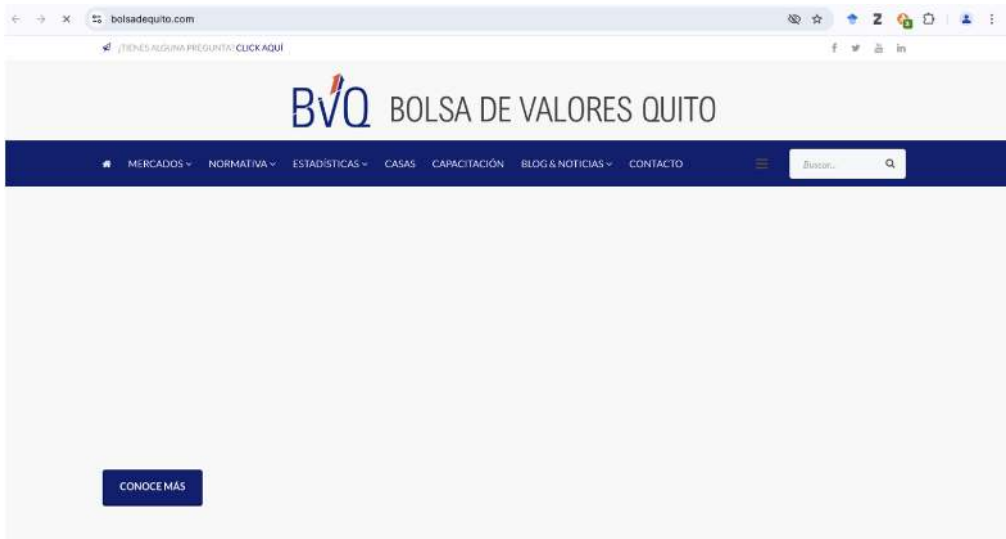 bolsadequito.com
¿TIENES ALGUNA PREGUNTA? CLICK AQUÍ
BVQ BOLSA DE VALORES QUITO
MERCADOS NORMATIVA ESTADÍSTICAS CASAS CAPACITACIÓN BLOG & NOTICIAS CONTACTO Buscar...
CONOCE MÁS